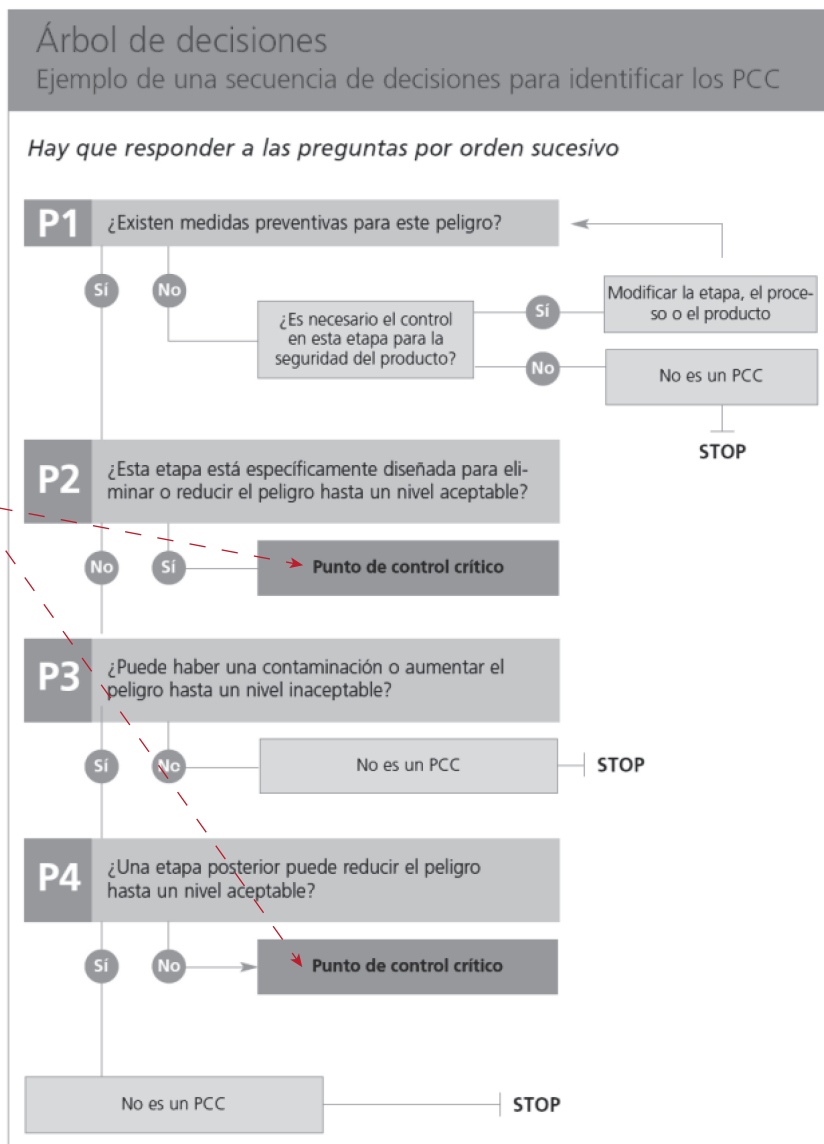 Árbol de decisiones
Ejemplo de una secuencia de decisiones para identificar los PCC
Hay que responder a las preguntas por orden sucesivo
P1
¿Existen medidas preventivas para este peligro?
Sí
No
¿Es necesario el control
en esta etapa para la
seguridad del producto?
Sí
Modificar la etapa, el proce-
so o el producto
No
No es un PCC
STOP
P2
¿Esta etapa está específicamente diseñada para eli-
minar o reducir el peligro hasta un nivel aceptable?
No
Sí
Punto de control crítico
P3
¿Puede haber una contaminación o aumentar el
peligro hasta un nivel inaceptable?
Sí
No
No es un PCC
STOP
P4
¿Una etapa posterior puede reducir el peligro
hasta un nivel aceptable?
Sí
No
Punto de control crítico
No es un PCC
STOP